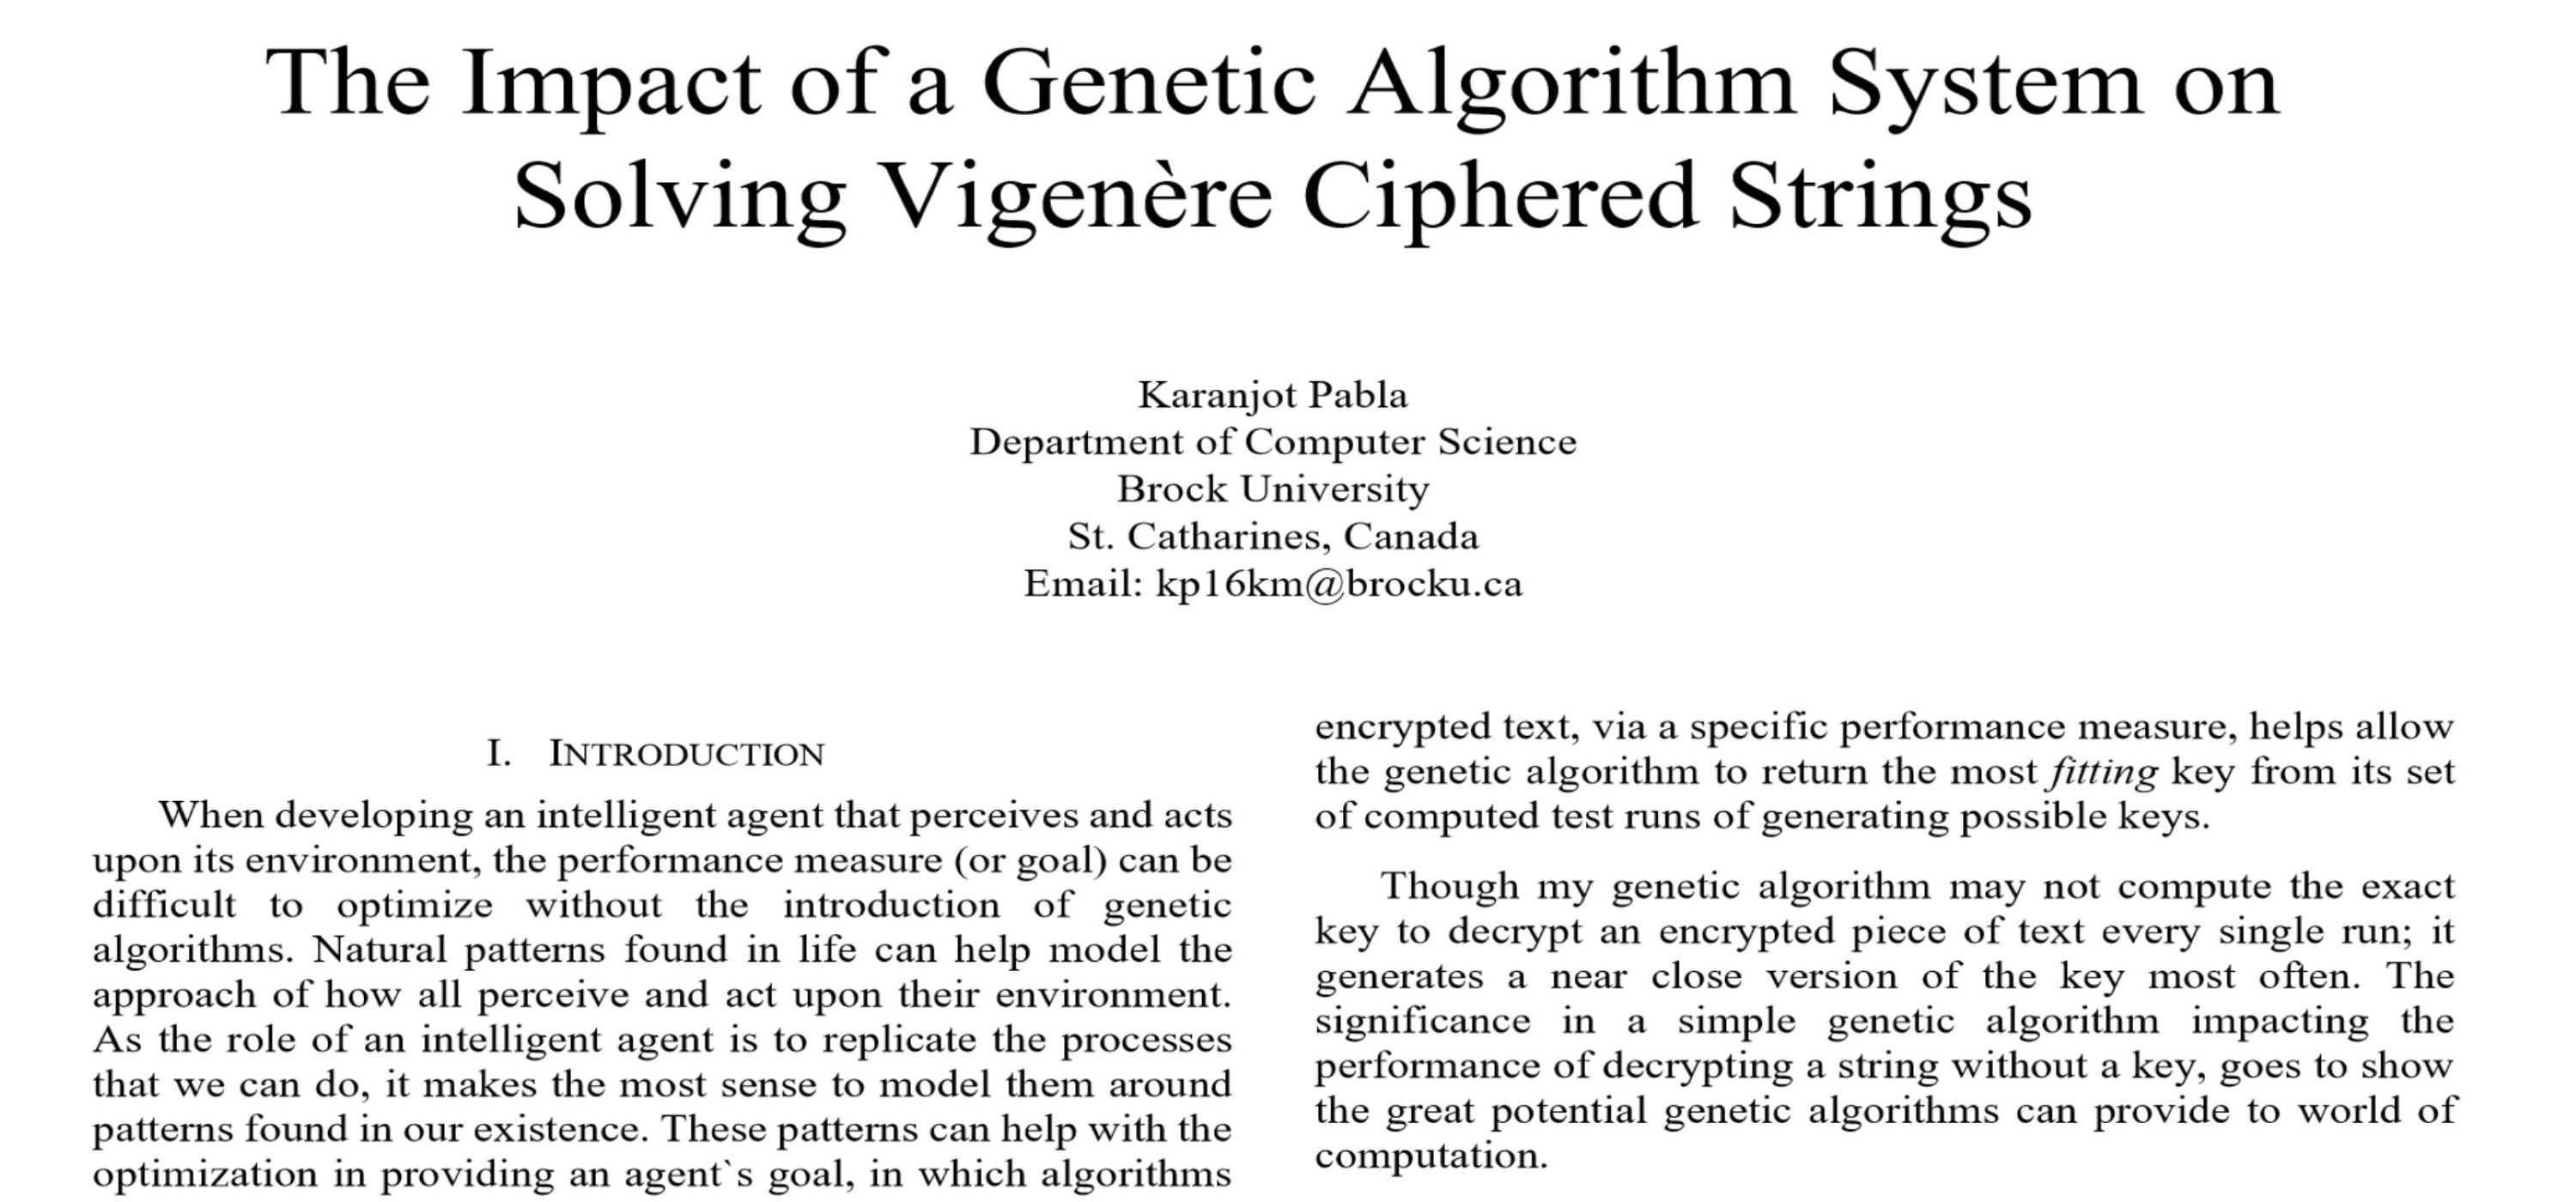 The Impact of a Genetic Algorithm System on
Solving Vigenère Ciphered Strings
Karanjot Pabla
Department of Computer Science
Brock University
St. Catharines, Canada
Email: kp16km@brocku.ca
I. INTRODUCTION
When developing an intelligent agent that perceives and acts
upon its environment, the performance measure (or goal) can be
difficult to optimize without the introduction of genetic
algorithms. Natural patterns found in life can help model the
approach of how all perceive and act upon their environment.
As the role of an intelligent agent is to replicate the processes
that we can do, it makes the most sense to model them around
patterns found in our existence. These patterns can help with the
optimization in providing an agent`s goal, in which algorithms
encrypted text, via a specific performance measure, helps allow
the genetic algorithm to return the most fitting key from its set
of computed test runs of generating possible keys.
Though my genetic algorithm may not compute the exact
key to decrypt an encrypted piece of text every single run; it
generates a near close version of the key most often. The
significance in a simple genetic algorithm impacting the
performance of decrypting a string without a key, goes to show
the great potential genetic algorithms can provide to world of
computation.